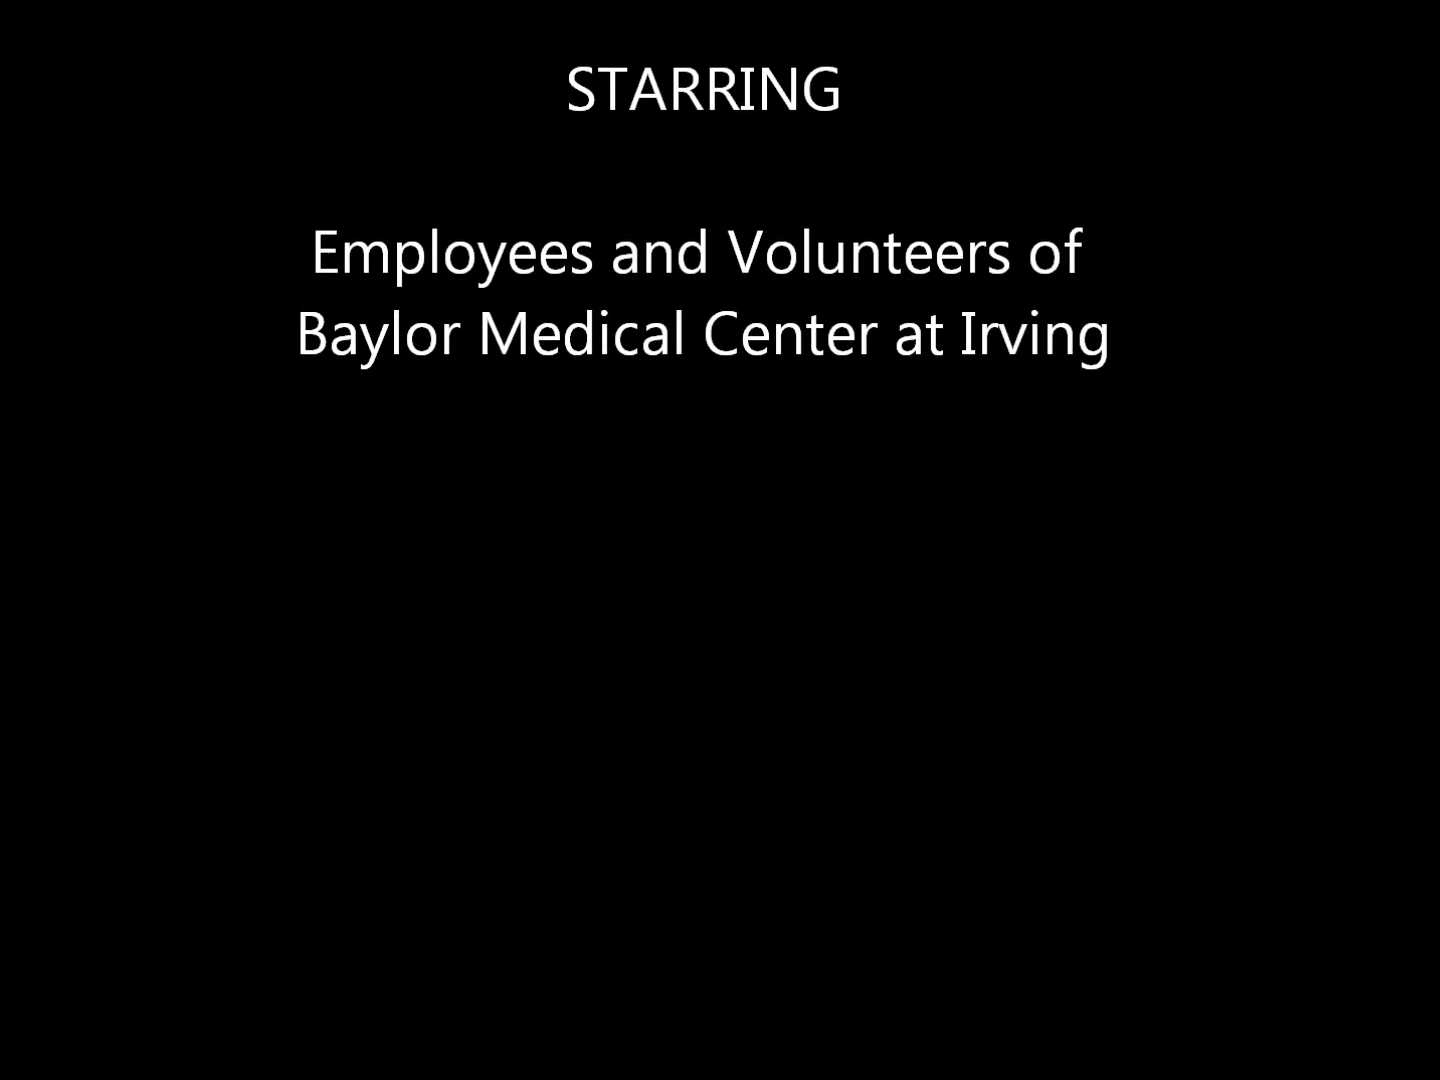 STARRING
Employees and Volunteers of
Baylor Medical Center at Irving